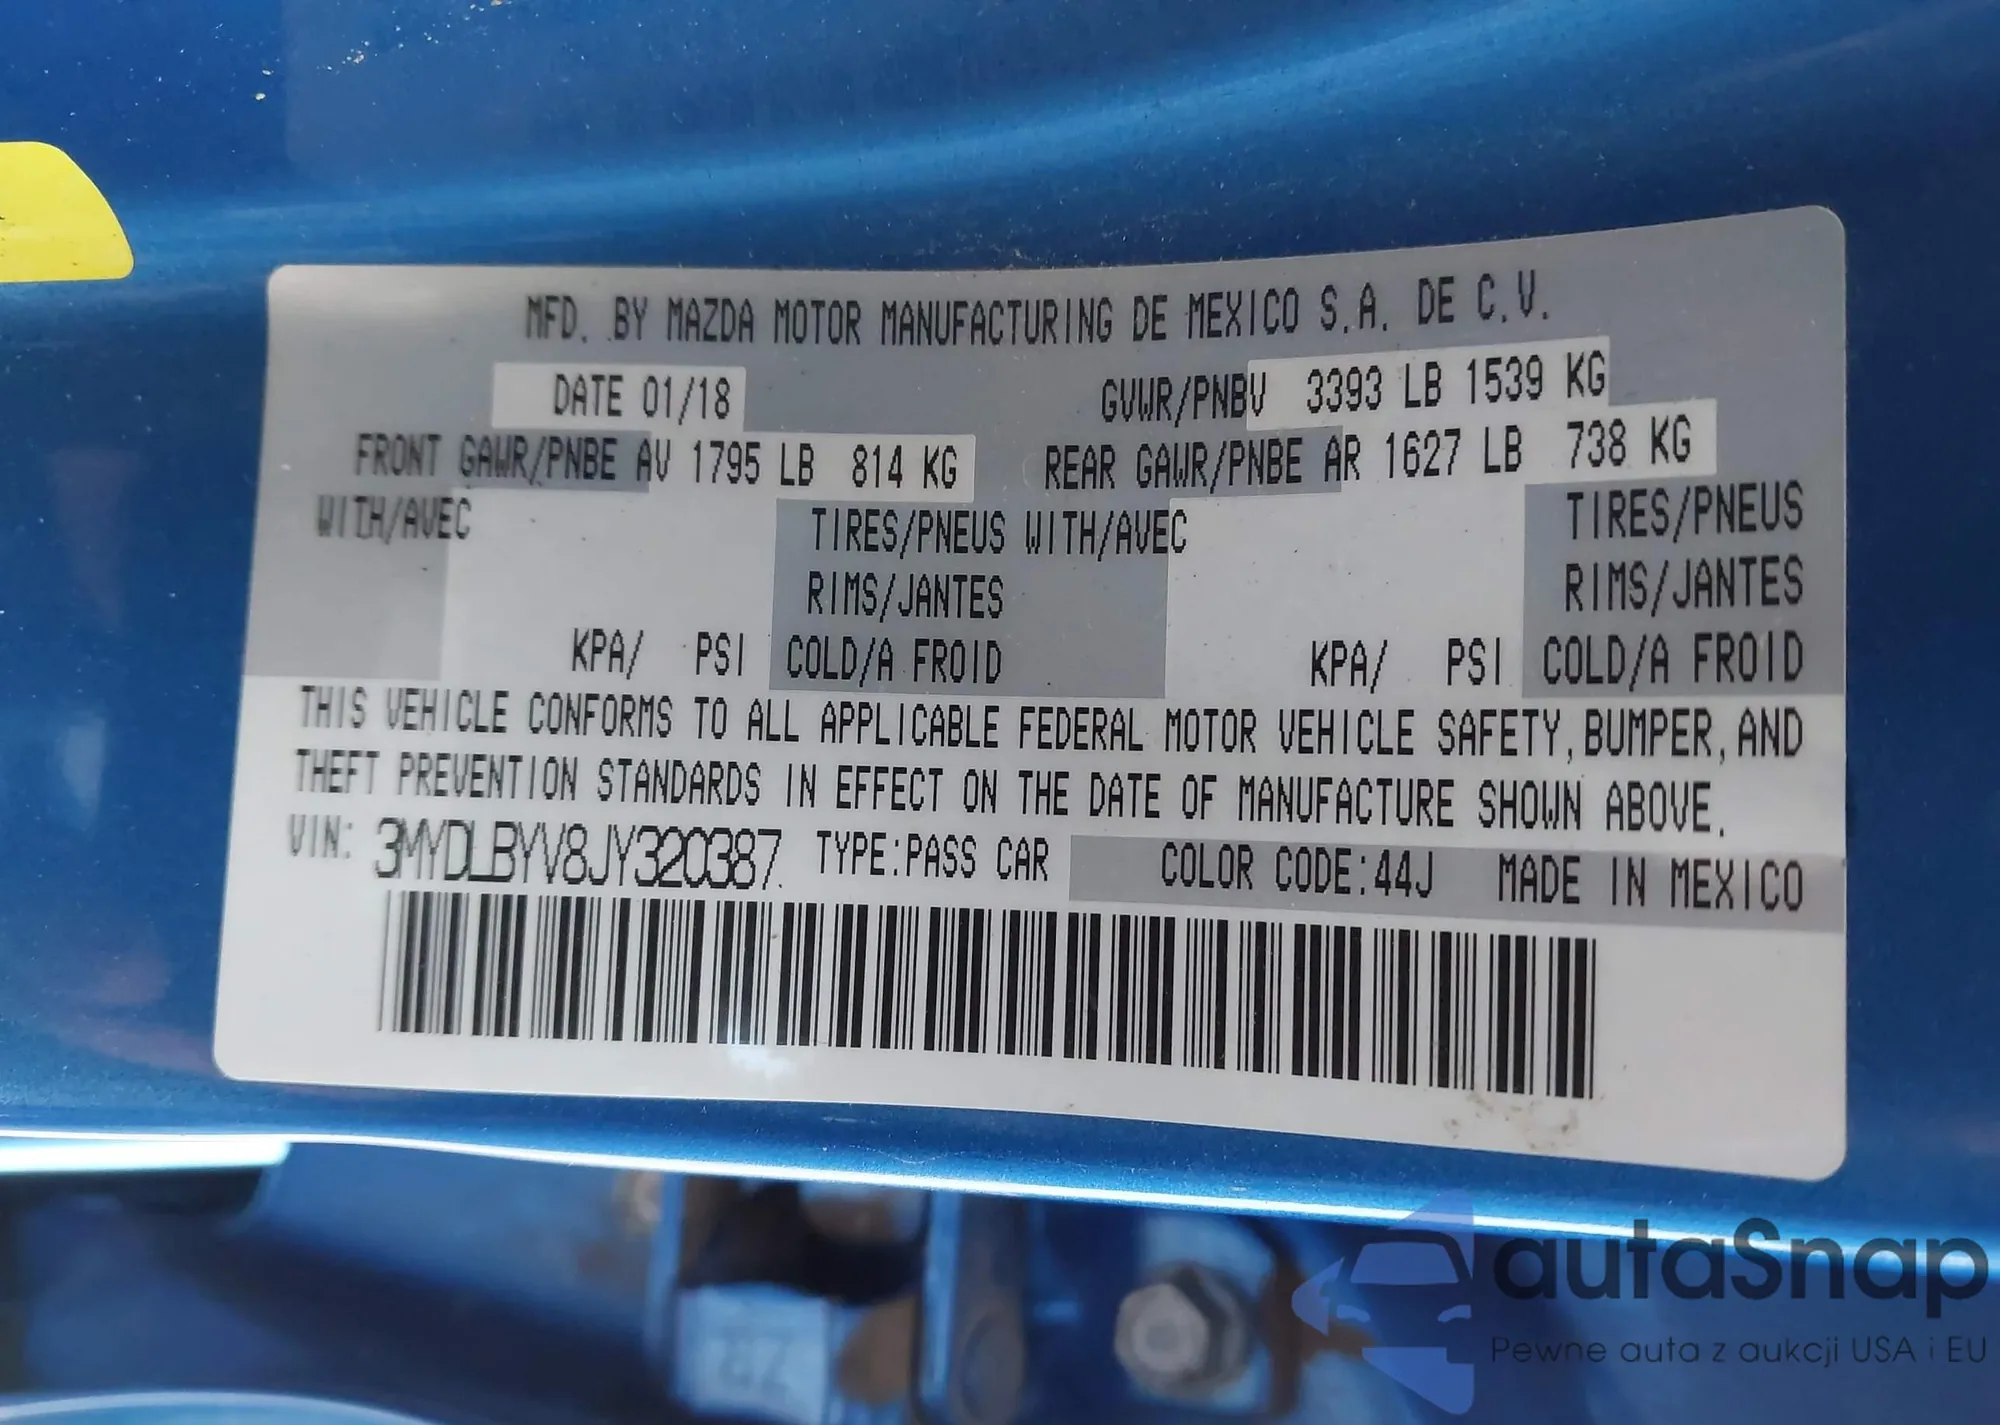 MFD. BY MAZDA MOTOR MANUFACTURING DE MEXICO S.A. DE C.V.
DATE 01/18 GVWR/PNBV 3393 LB 1539 KG
FRONT GAWR/PNBE AV 1795 LB 814 KG REAR GAWR/PNBE AR 1627 LB 738 KG
WITH/AVEC TIRES/PNEUS WITH/AVEC TIRES/PNEUS
RIMS/JANTES RIMS/JANTES
KPA/ PSI COLD/A FROID KPA/ PSI COLD/A FROID
THIS VEHICLE CONFORMS TO ALL APPLICABLE FEDERAL MOTOR VEHICLE SAFETY, BUMPER, AND
THEFT PREVENTION STANDARDS IN EFFECT ON THE DATE OF MANUFACTURE SHOWN ABOVE.
VIN: 3MYDLBYV8JY320387 TYPE:PASS CAR COLOR CODE:44J MADE IN MEXICO
autaSnap
Pewne auta z aukcji USA i EU